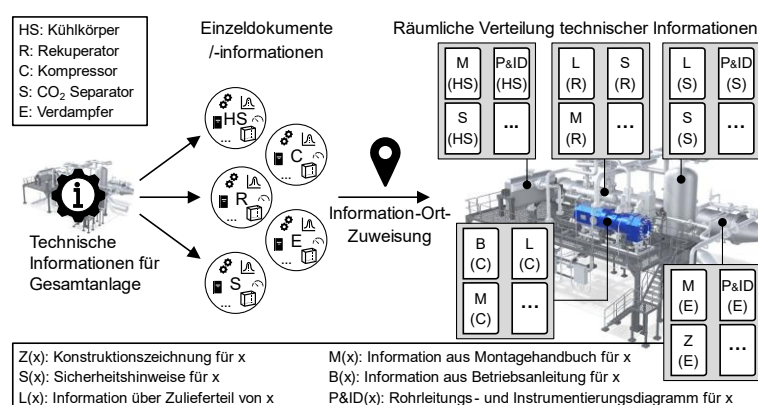 HS: Kühlkörper
R: Rekuperator
C: Kompressor
S: CO₂ Separator
E: Verdampfer
Einzeldokumente
/-informationen
Räumliche Verteilung technischer Informationen
M
(HS)
P&ID
(HS)
S
(HS)
...
L
(R)
S
(R)
M
(R)
...
L
(S)
P&ID
(S)
S
(S)
...
HS
...
C
...
R
...
E
...
S
...
Technische
Informationen für
Gesamtanlage
Information-Ort-
Zuweisung
B
(C)
L
(C)
M
(C)
...
M
(E)
P&ID
(E)
Z
(E)
...
Z(x): Konstruktionszeichnung für x
S(x): Sicherheitshinweise für x
L(x): Information über Zulieferteil von x
M(x): Information aus Montagehandbuch für x
B(x): Information aus Betriebsanleitung für x
P&ID(x): Rohrleitungs- und Instrumentierungsdiagramm für x